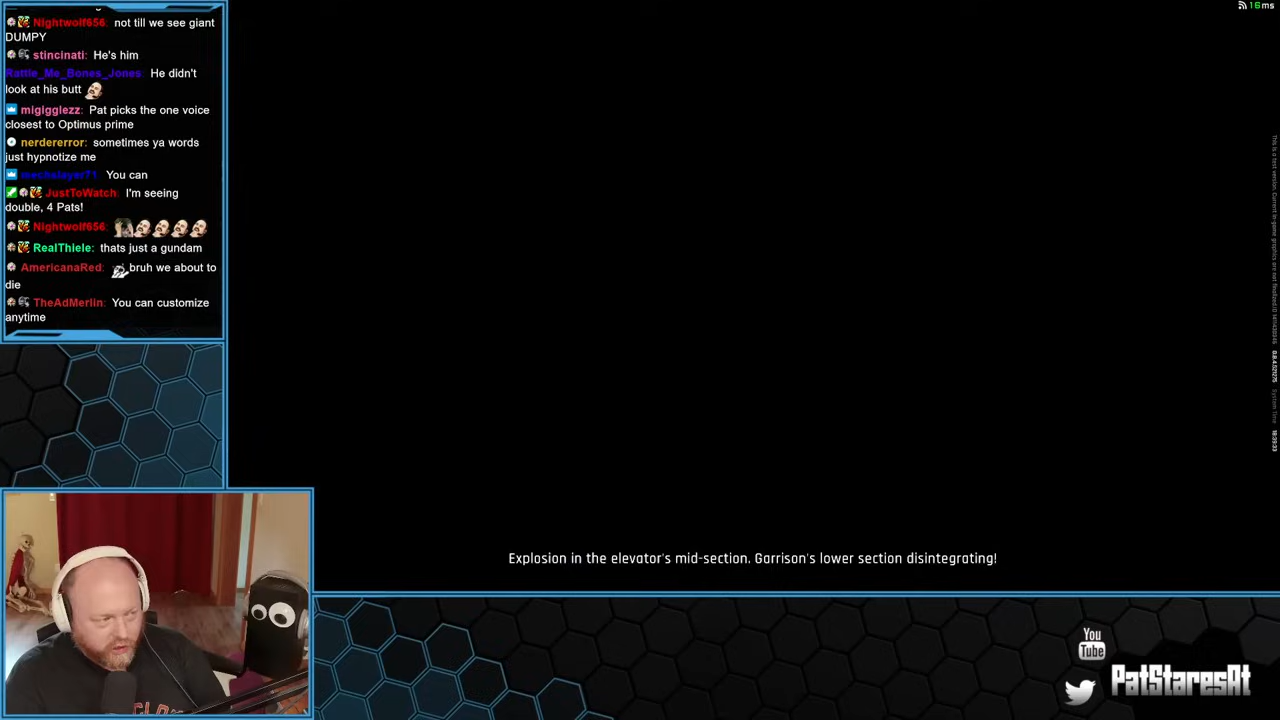 16ms
Nightwolf656: not till we see giant
DUMPY
stincinati: He's him
Rattle_Me_Bones_Jones He didn't
look at his butt
migigglezz: Pat picks the one voice
closest to Optimus prime
nerdererror: sometimes ya words
just hypnotize me
mechslayer71: You can
JustToWatch: I'm seeing
double, 4 Pats!
Nightwolf656:
RealThiele: thats just a gundam
AmericanaRed: bruh we about to
die
TheAdMerlin: You can customize
anytime
Explosion in the elevator's mid-section. Garrison's lower section disintegrating!
You
Tube
PatStaresAt